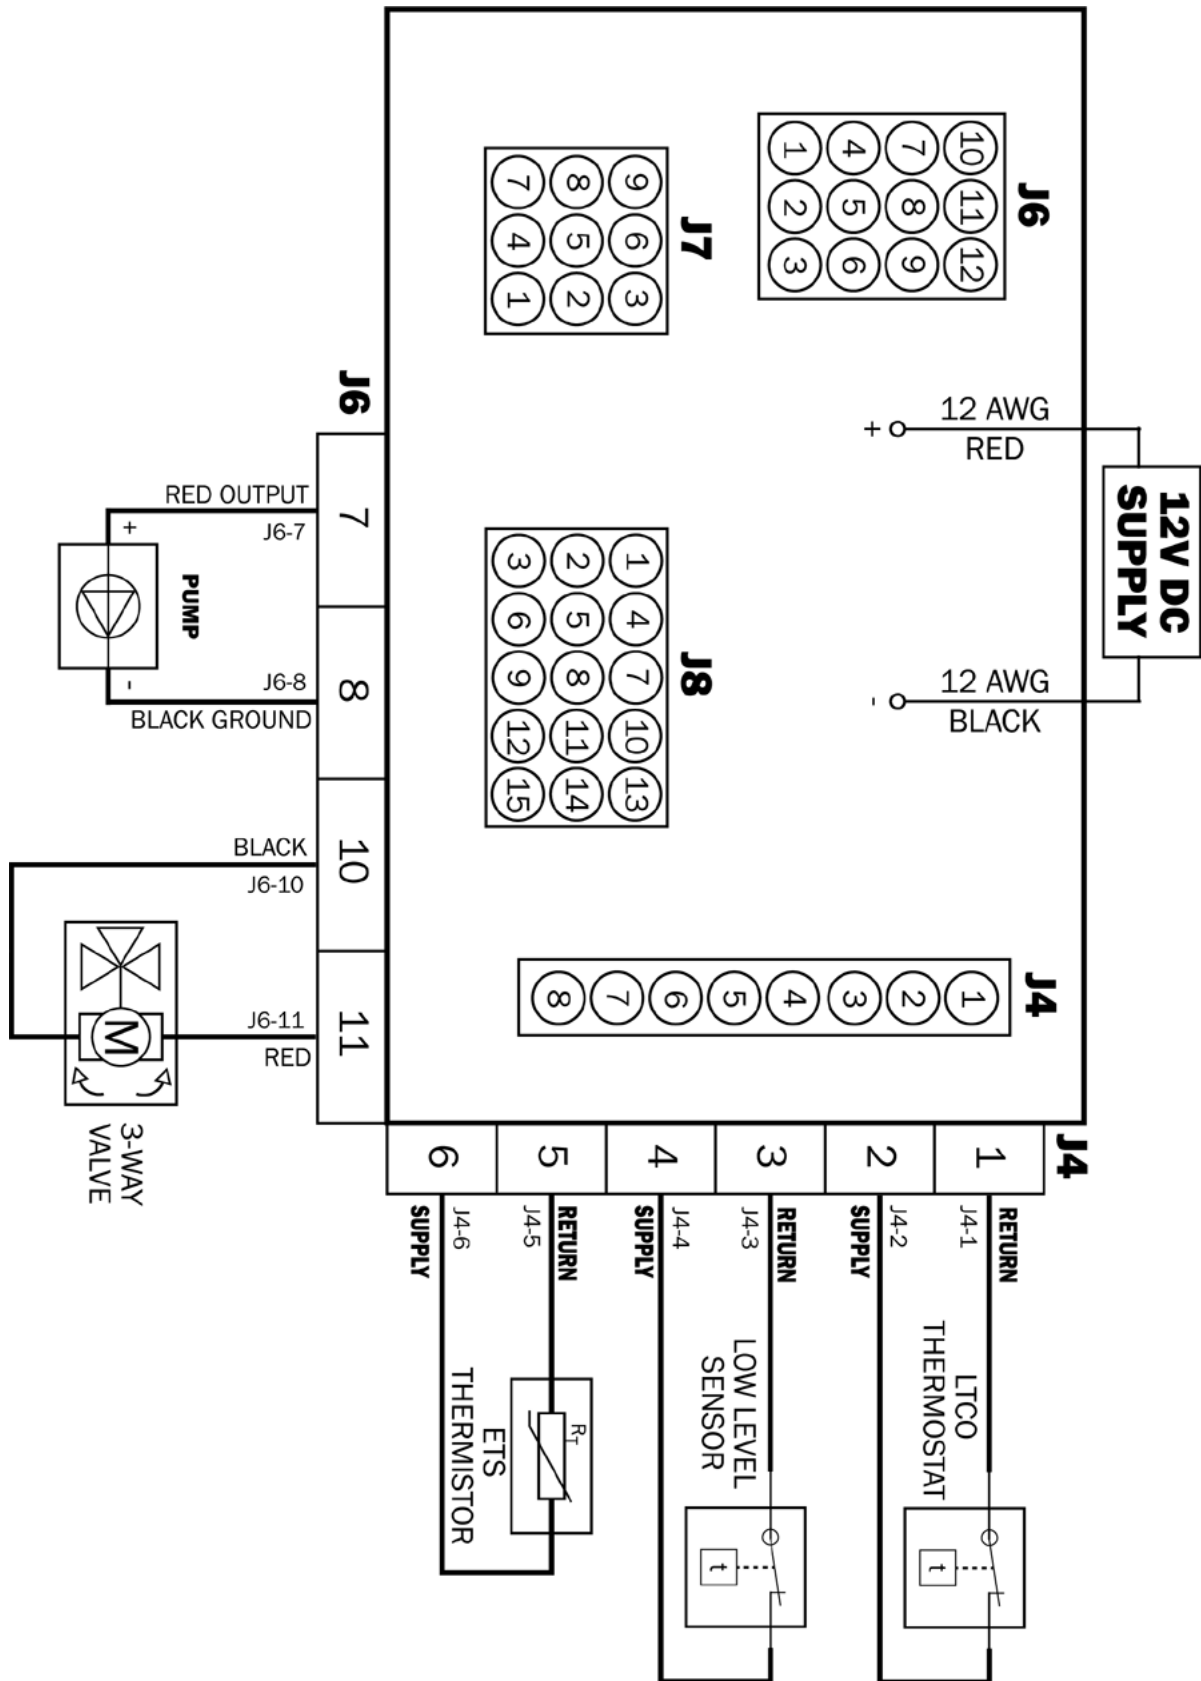 J6
10
11
12
7
8
9
4
5
6
1
2
3
J7
9
6
3
8
5
2
7
4
1
12V DC
SUPPLY
12 AWG
RED
+
12 AWG
BLACK
-
J8
1
4
7
10
13
2
5
8
11
14
3
6
9
12
15
J4
1
2
3
4
5
6
7
8
J6
7
8
10
11
RED OUTPUT
J6-7
+
PUMP
-
J6-8
BLACK GROUND
BLACK
J6-10
J6-11
RED
M
3-WAY
VALVE
J4
1
2
3
4
5
6
RETURN
J4-1
J4-2
SUPPLY
LTCO
THERMOSTAT
t
RETURN
J4-3
J4-4
SUPPLY
LOW LEVEL
SENSOR
t
RETURN
J4-5
J4-6
SUPPLY
RT
ETS
THERMISTOR